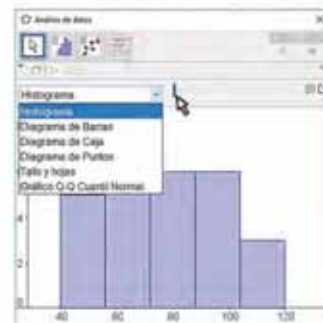 Análisis de datos
Histograma
Histograma
Diagrama de Barras
Diagrama de Caja
Diagrama de Puntos
Tallo y hojas
Gráfico Q-Q Cuantil Normal
4
2
0
40 60 80 100 120